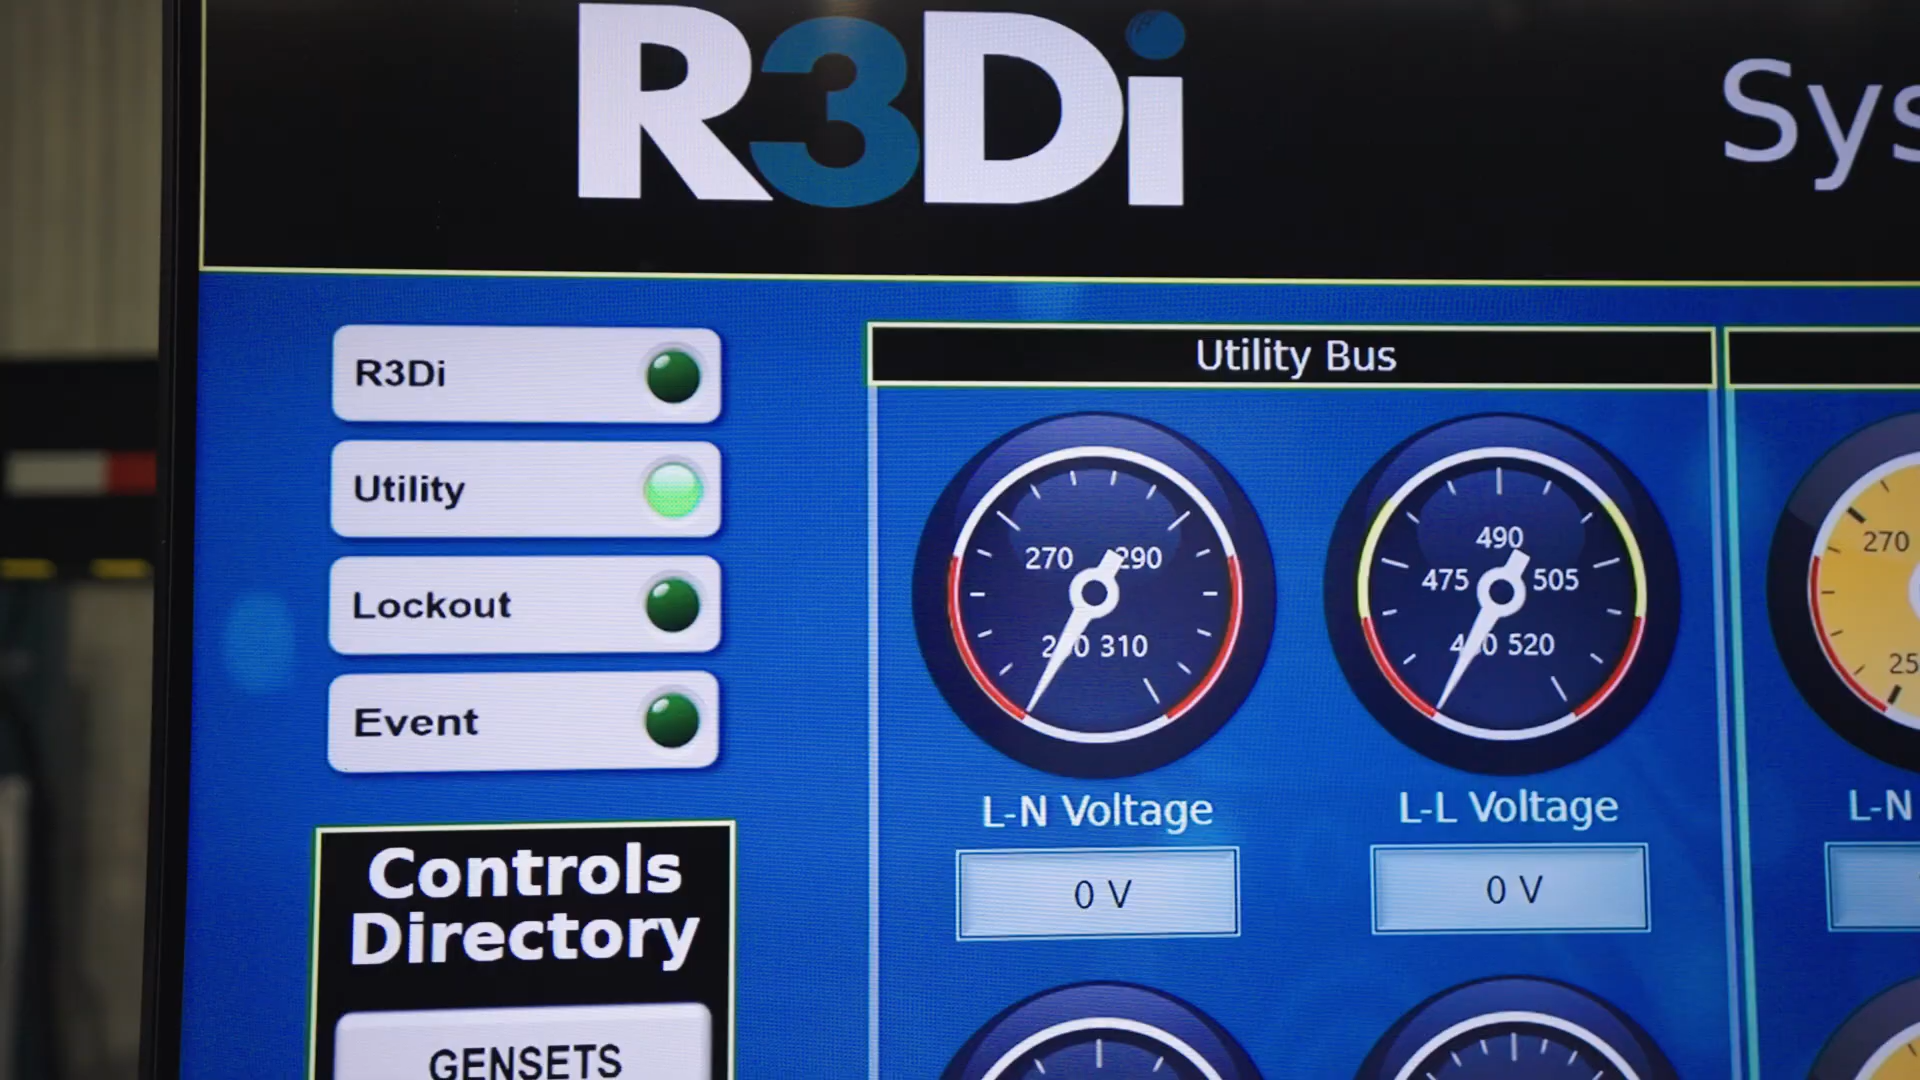 R3Di
Sys
R3Di
Utility
Lockout
Event
Controls
Directory
GENSETS
Utility Bus
270 290
310
L-N Voltage
0 V
490
475 505
520
L-L Voltage
0 V
270
25
L-N